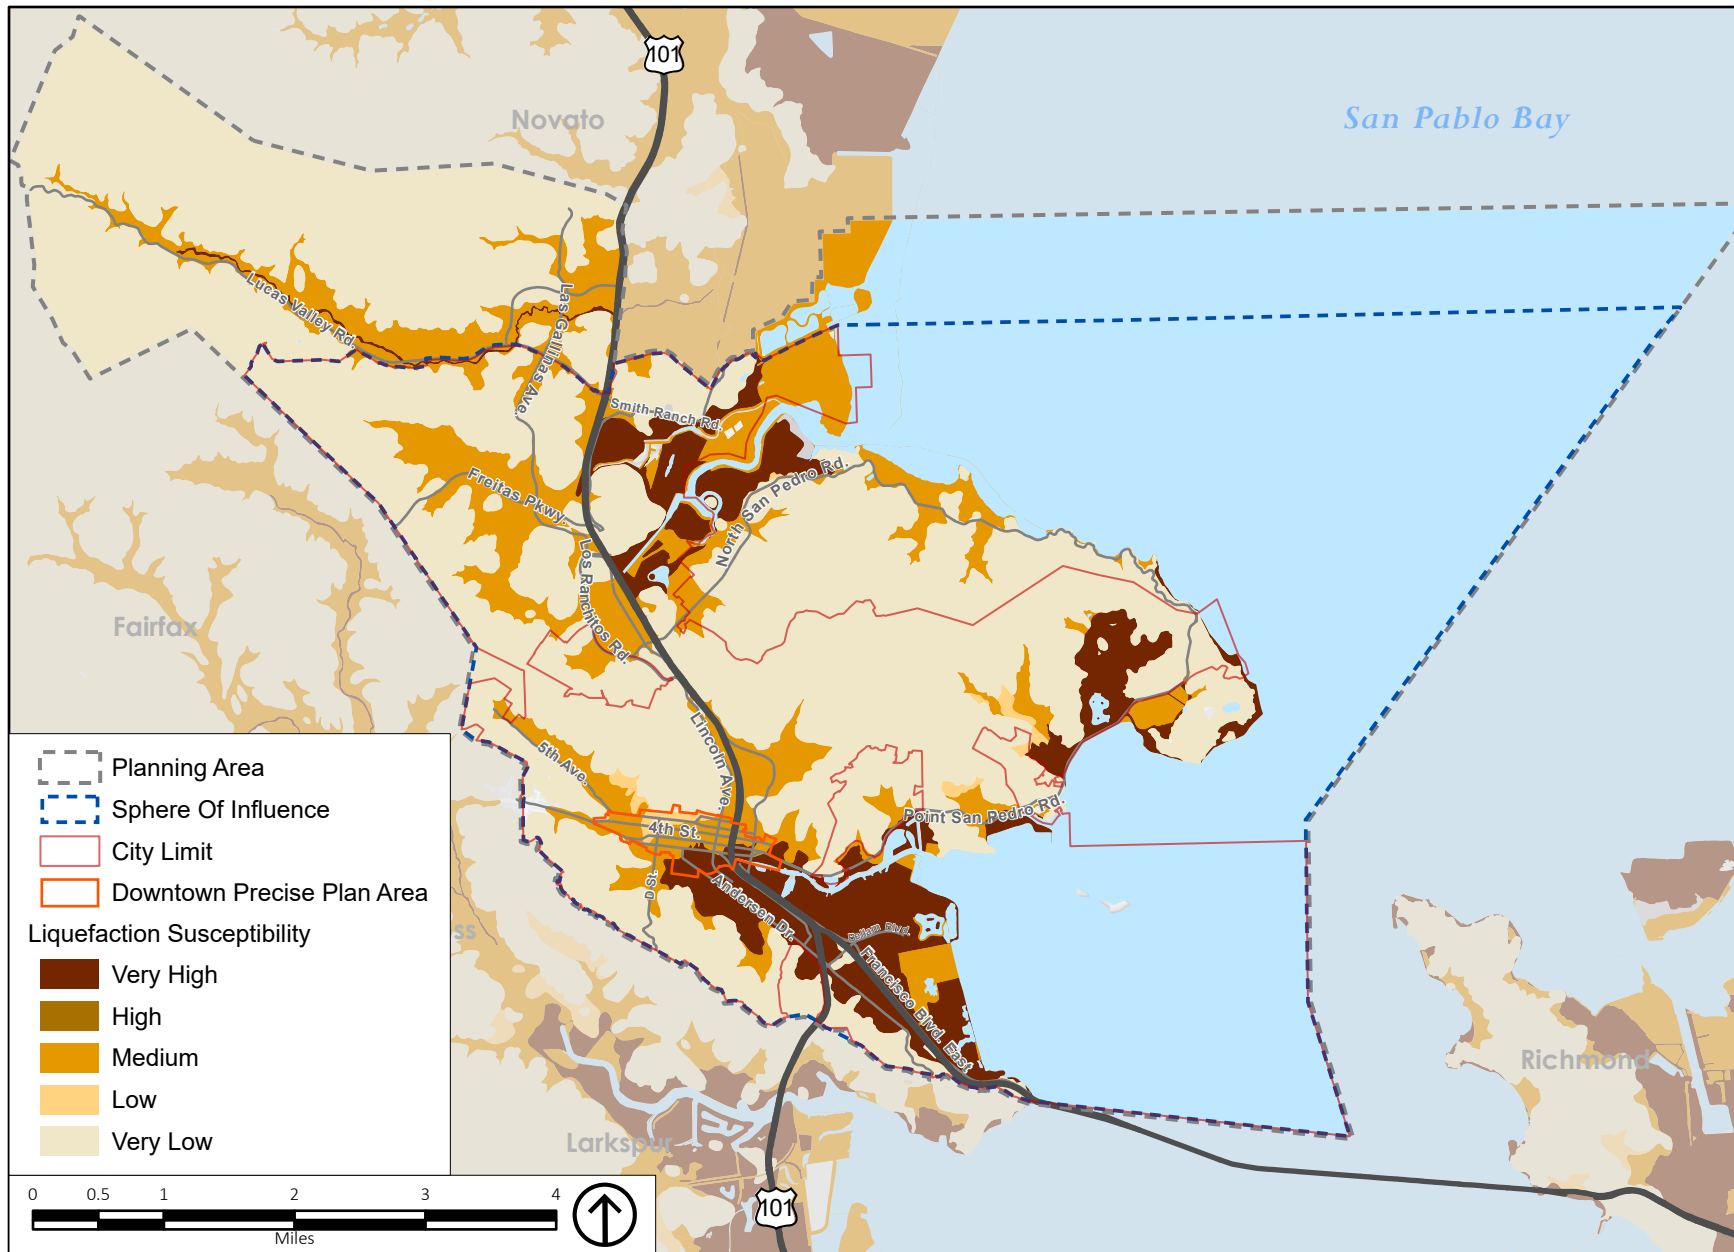 101
Novato
San Pablo Bay
Lucas Valley Rd.
Las Gallinas Ave.
Smith Ranch Rd.
Freitas Pkwy.
North San Pedro Rd.
Los Ranchitos Rd.
Fairfax
Lincoln Ave.
5th Ave.
4th St.
Point San Pedro Rd.
D St.
Andersen Dr.
Bellam Blvd.
Francisco Blvd. East
ss
Richmond
Larkspur
101
Planning Area
Sphere Of Influence
City Limit
Downtown Precise Plan Area
Liquefaction Susceptibility
Very High
High
Medium
Low
Very Low
0 0.5 1 2 3 4
Miles